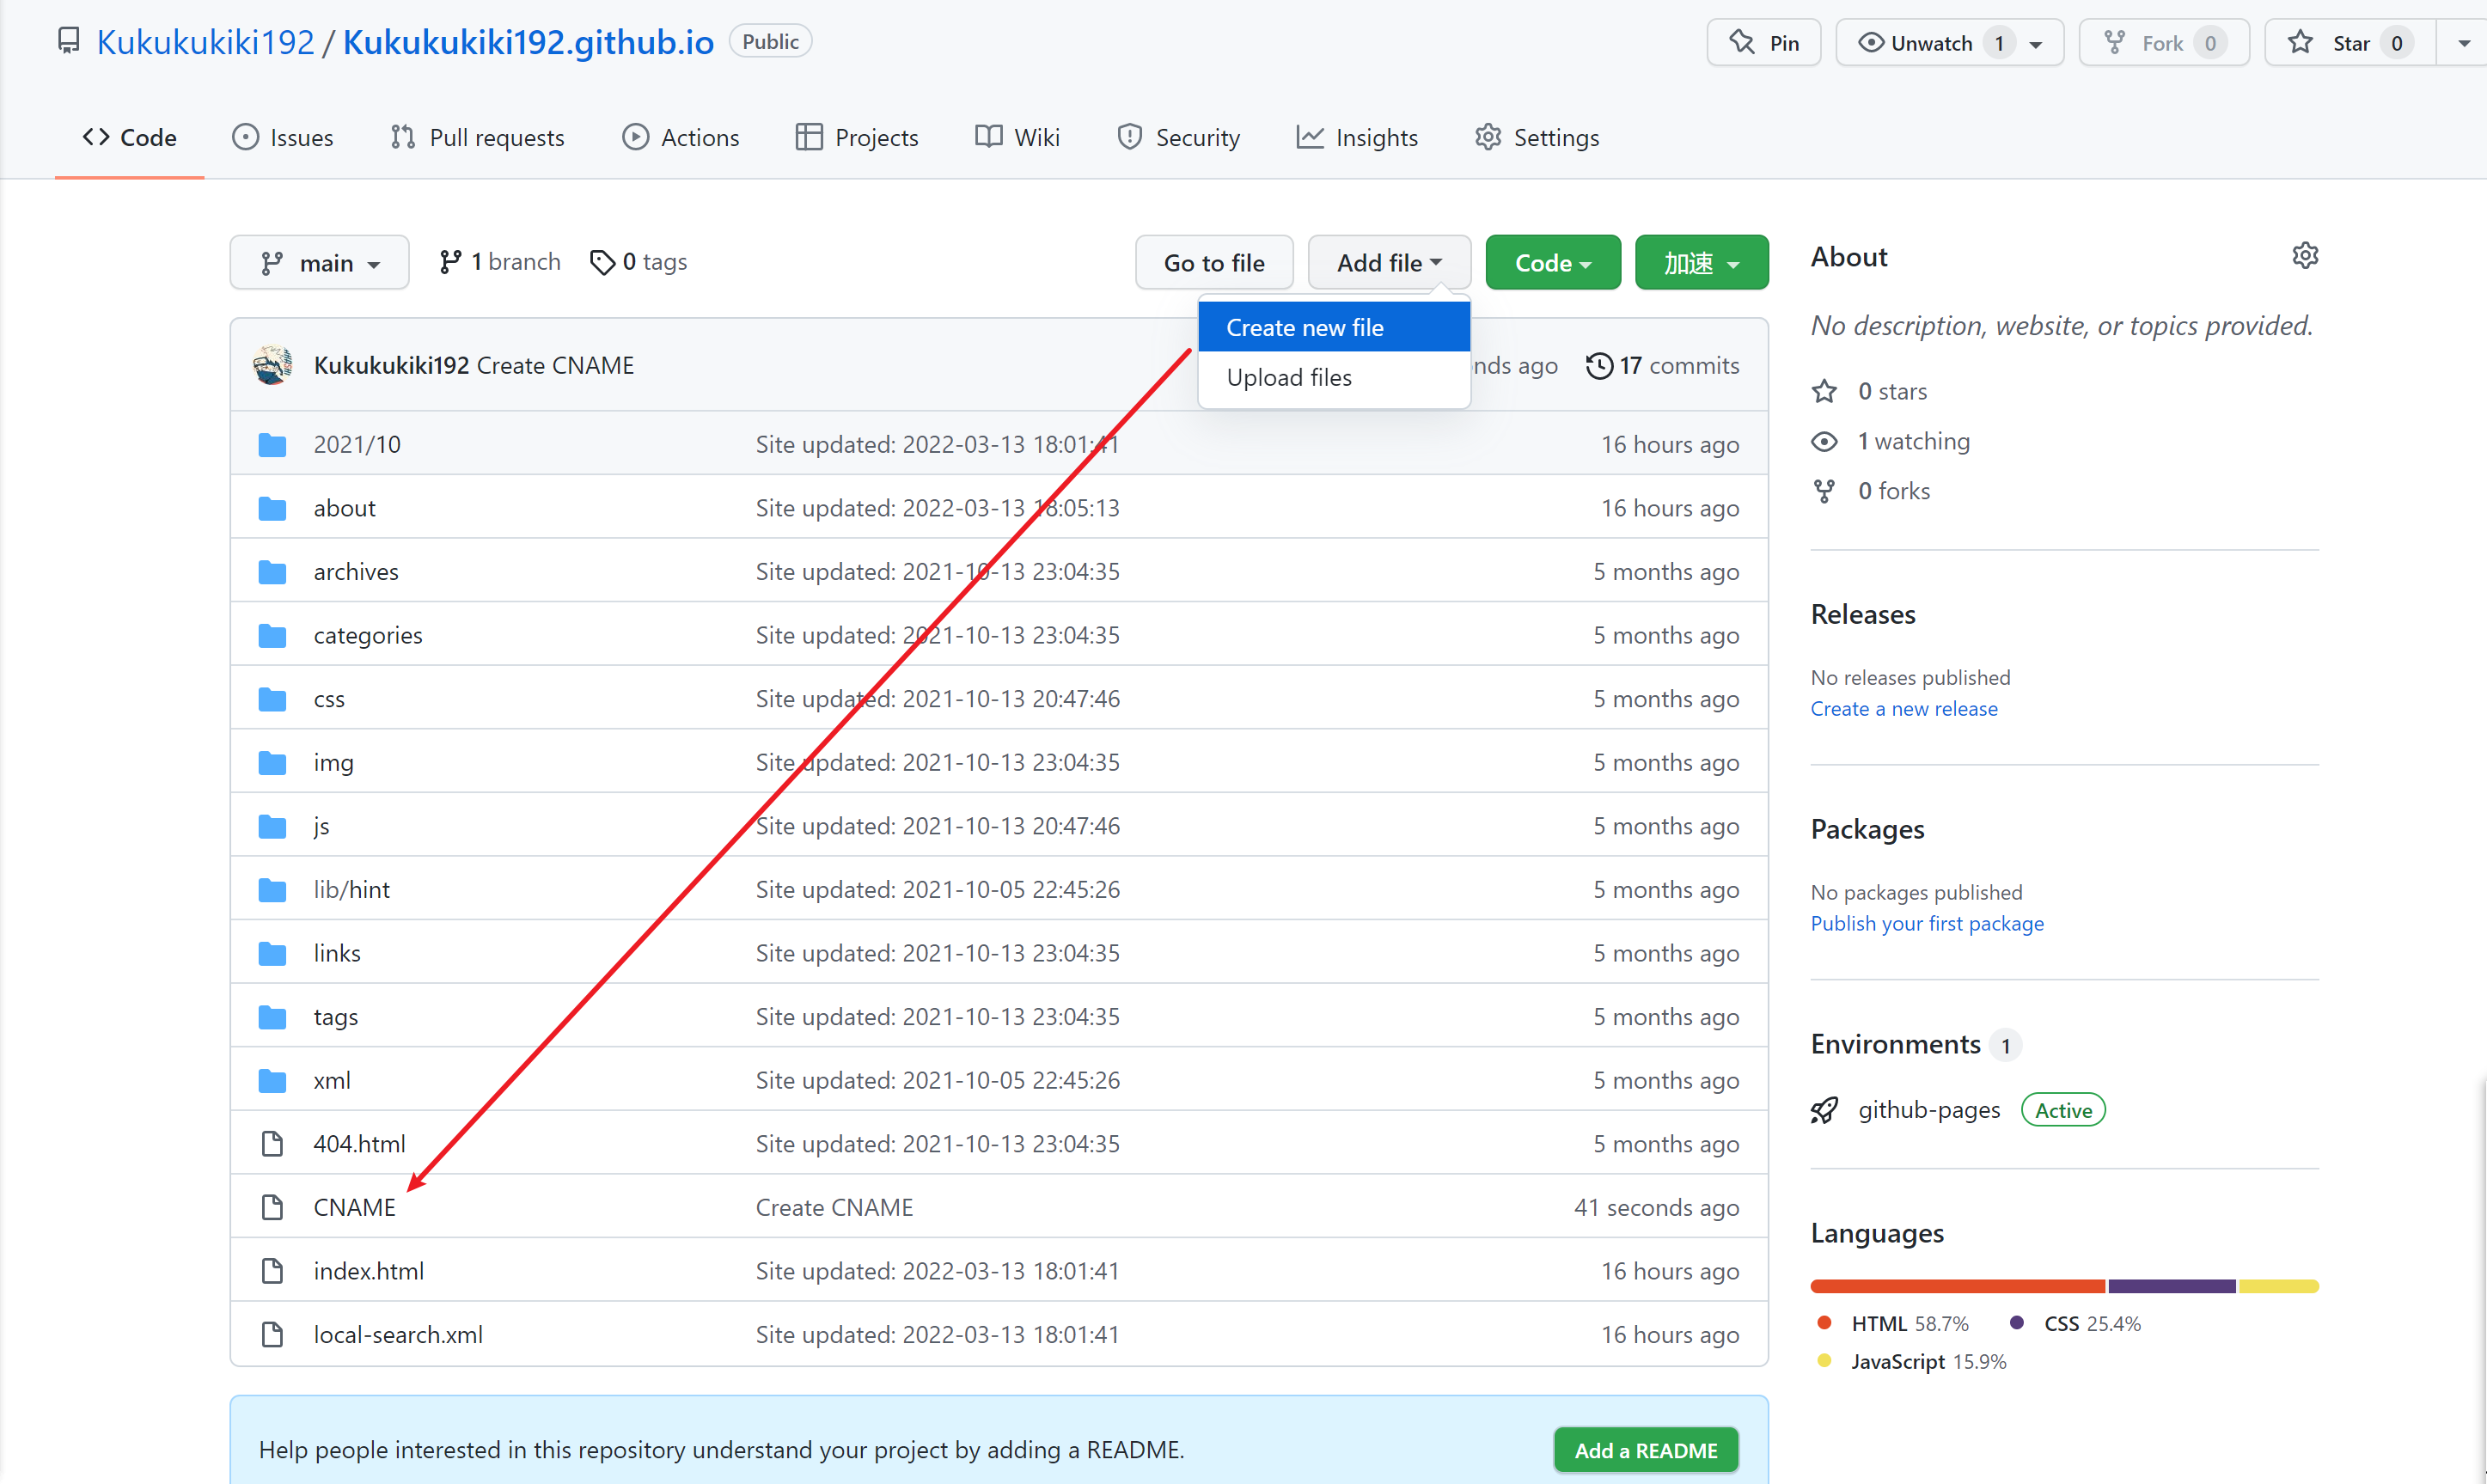 Kukukukiki192 / Kukukukiki192.github.io Public
Pin
Unwatch 1
Fork 0
Star 0
Code
Issues
Pull requests
Actions
Projects
Wiki
Security
Insights
Settings
main
1 branch
0 tags
Go to file
Add file
Code
加速
Create new file
Upload files
Kukukukiki192 Create CNAME
nds ago
17 commits
2021/10 Site updated: 2022-03-13 18:01:41 16 hours ago
about Site updated: 2022-03-13 18:05:13 16 hours ago
archives Site updated: 2021-10-13 23:04:35 5 months ago
categories Site updated: 2021-10-13 23:04:35 5 months ago
css Site updated: 2021-10-13 20:47:46 5 months ago
img Site updated: 2021-10-13 23:04:35 5 months ago
js Site updated: 2021-10-13 20:47:46 5 months ago
lib/hint Site updated: 2021-10-05 22:45:26 5 months ago
links Site updated: 2021-10-13 23:04:35 5 months ago
tags Site updated: 2021-10-13 23:04:35 5 months ago
xml Site updated: 2021-10-05 22:45:26 5 months ago
404.html Site updated: 2021-10-13 23:04:35 5 months ago
CNAME Create CNAME 41 seconds ago
index.html Site updated: 2022-03-13 18:01:41 16 hours ago
local-search.xml Site updated: 2022-03-13 18:01:41 16 hours ago
Help people interested in this repository understand your project by adding a README.
Add a README
About
No description, website, or topics provided.
0 stars
1 watching
0 forks
Releases
No releases published
Create a new release
Packages
No packages published
Publish your first package
Environments 1
github-pages Active
Languages
HTML 58.7%
CSS 25.4%
JavaScript 15.9%